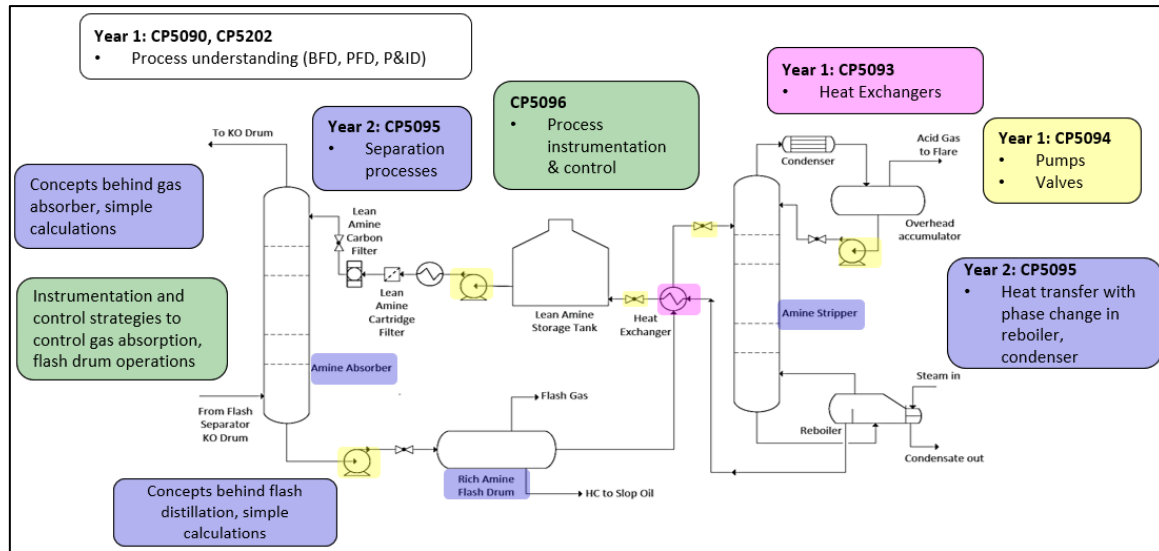 Year 1: CP5090, CP5202
• Process understanding (BFD, PFD, P&ID)
Year 1: CP5093
• Heat Exchangers
CP5096
• Process
instrumentation
& control
Year 2: CP5095
• Separation
processes
Year 1: CP5094
• Pumps
• Valves
To KO Drum
Condenser
Acid Gas
to Flare
Concepts behind gas
absorber, simple
calculations
Lean
Amine
Carbon
Filter
Overhead
accumulator
Instrumentation and
control strategies to
control gas absorption,
flash drum operations
Lean
Amine
Cartridge
Filter
Lean Amine
Storage Tank
Heat
Exchanger
Amine Stripper
Year 2: CP5095
• Heat transfer with
phase change in
reboiler,
condenser
Amine Absorber
Steam in
From Flash
Separator
KO Drum
Flash Gas
Reboiler
Condensate out
Rich Amine
Flash Drum
HC to Slop Oil
Concepts behind flash
distillation, simple
calculations